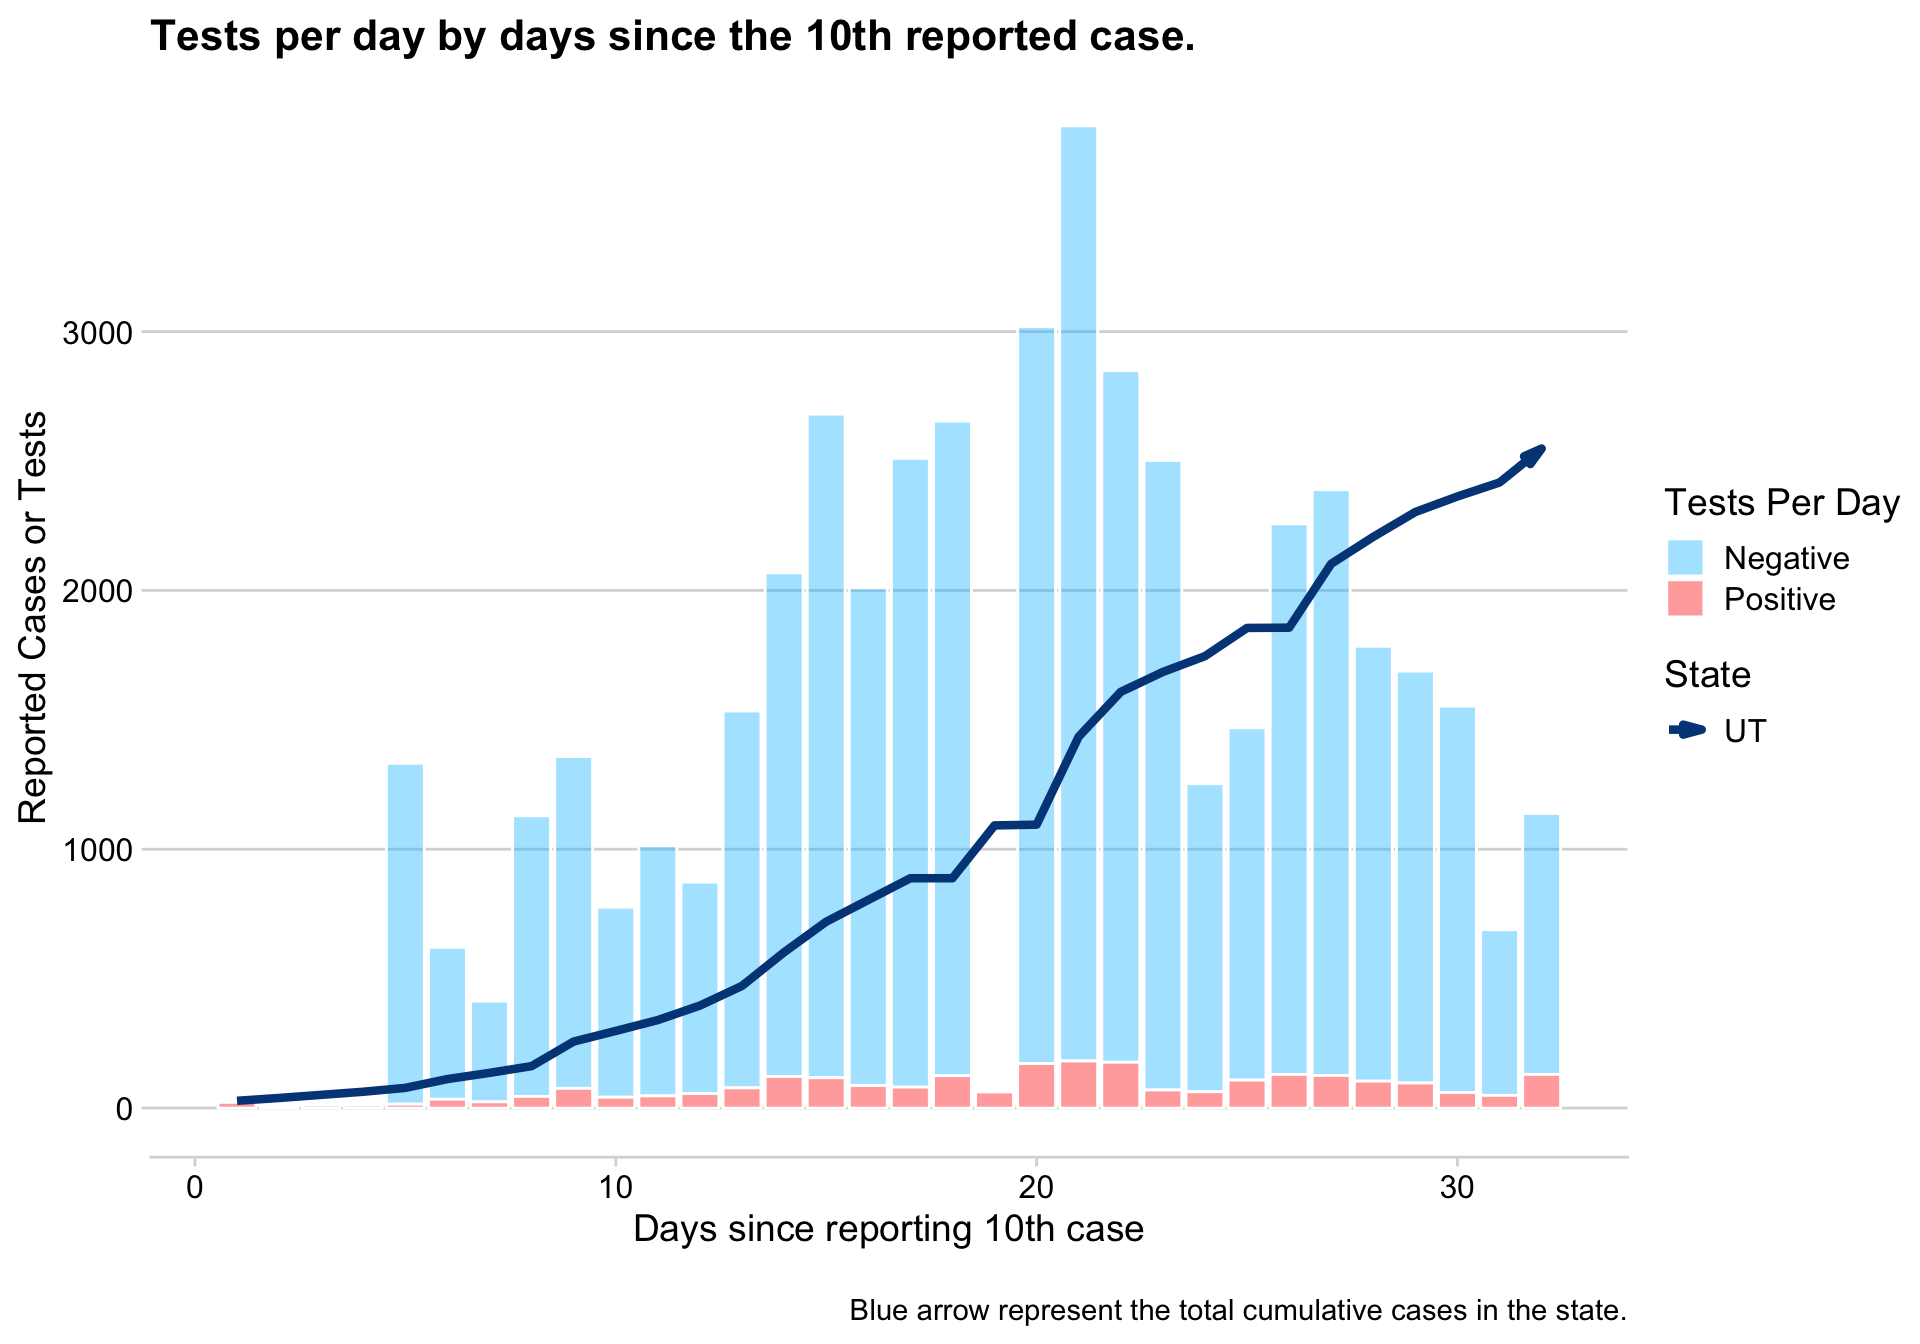 Tests per day by days since the 10th reported case.
Reported Cases or Tests
3000
2000
1000
0
0 10 20 30
Days since reporting 10th case
Tests Per Day
Negative
Positive
State
UT
Blue arrow represent the total cumulative cases in the state.